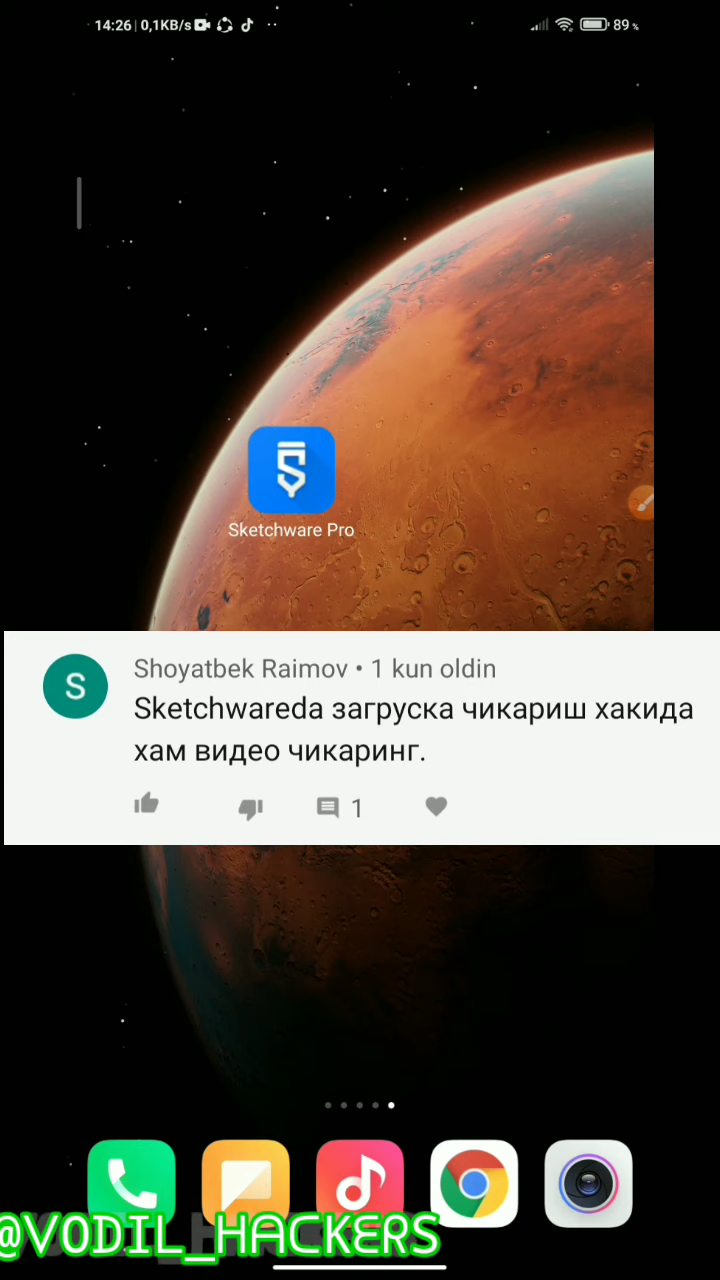 14:26 | 0,1KB/s
89 %
Sketchware Pro
S
Shoyatbek Raimov • 1 kun oldin
Sketchwareda загруска чикариш хакида
хам видео чикаринг.
1
@VODIL_HACKERS